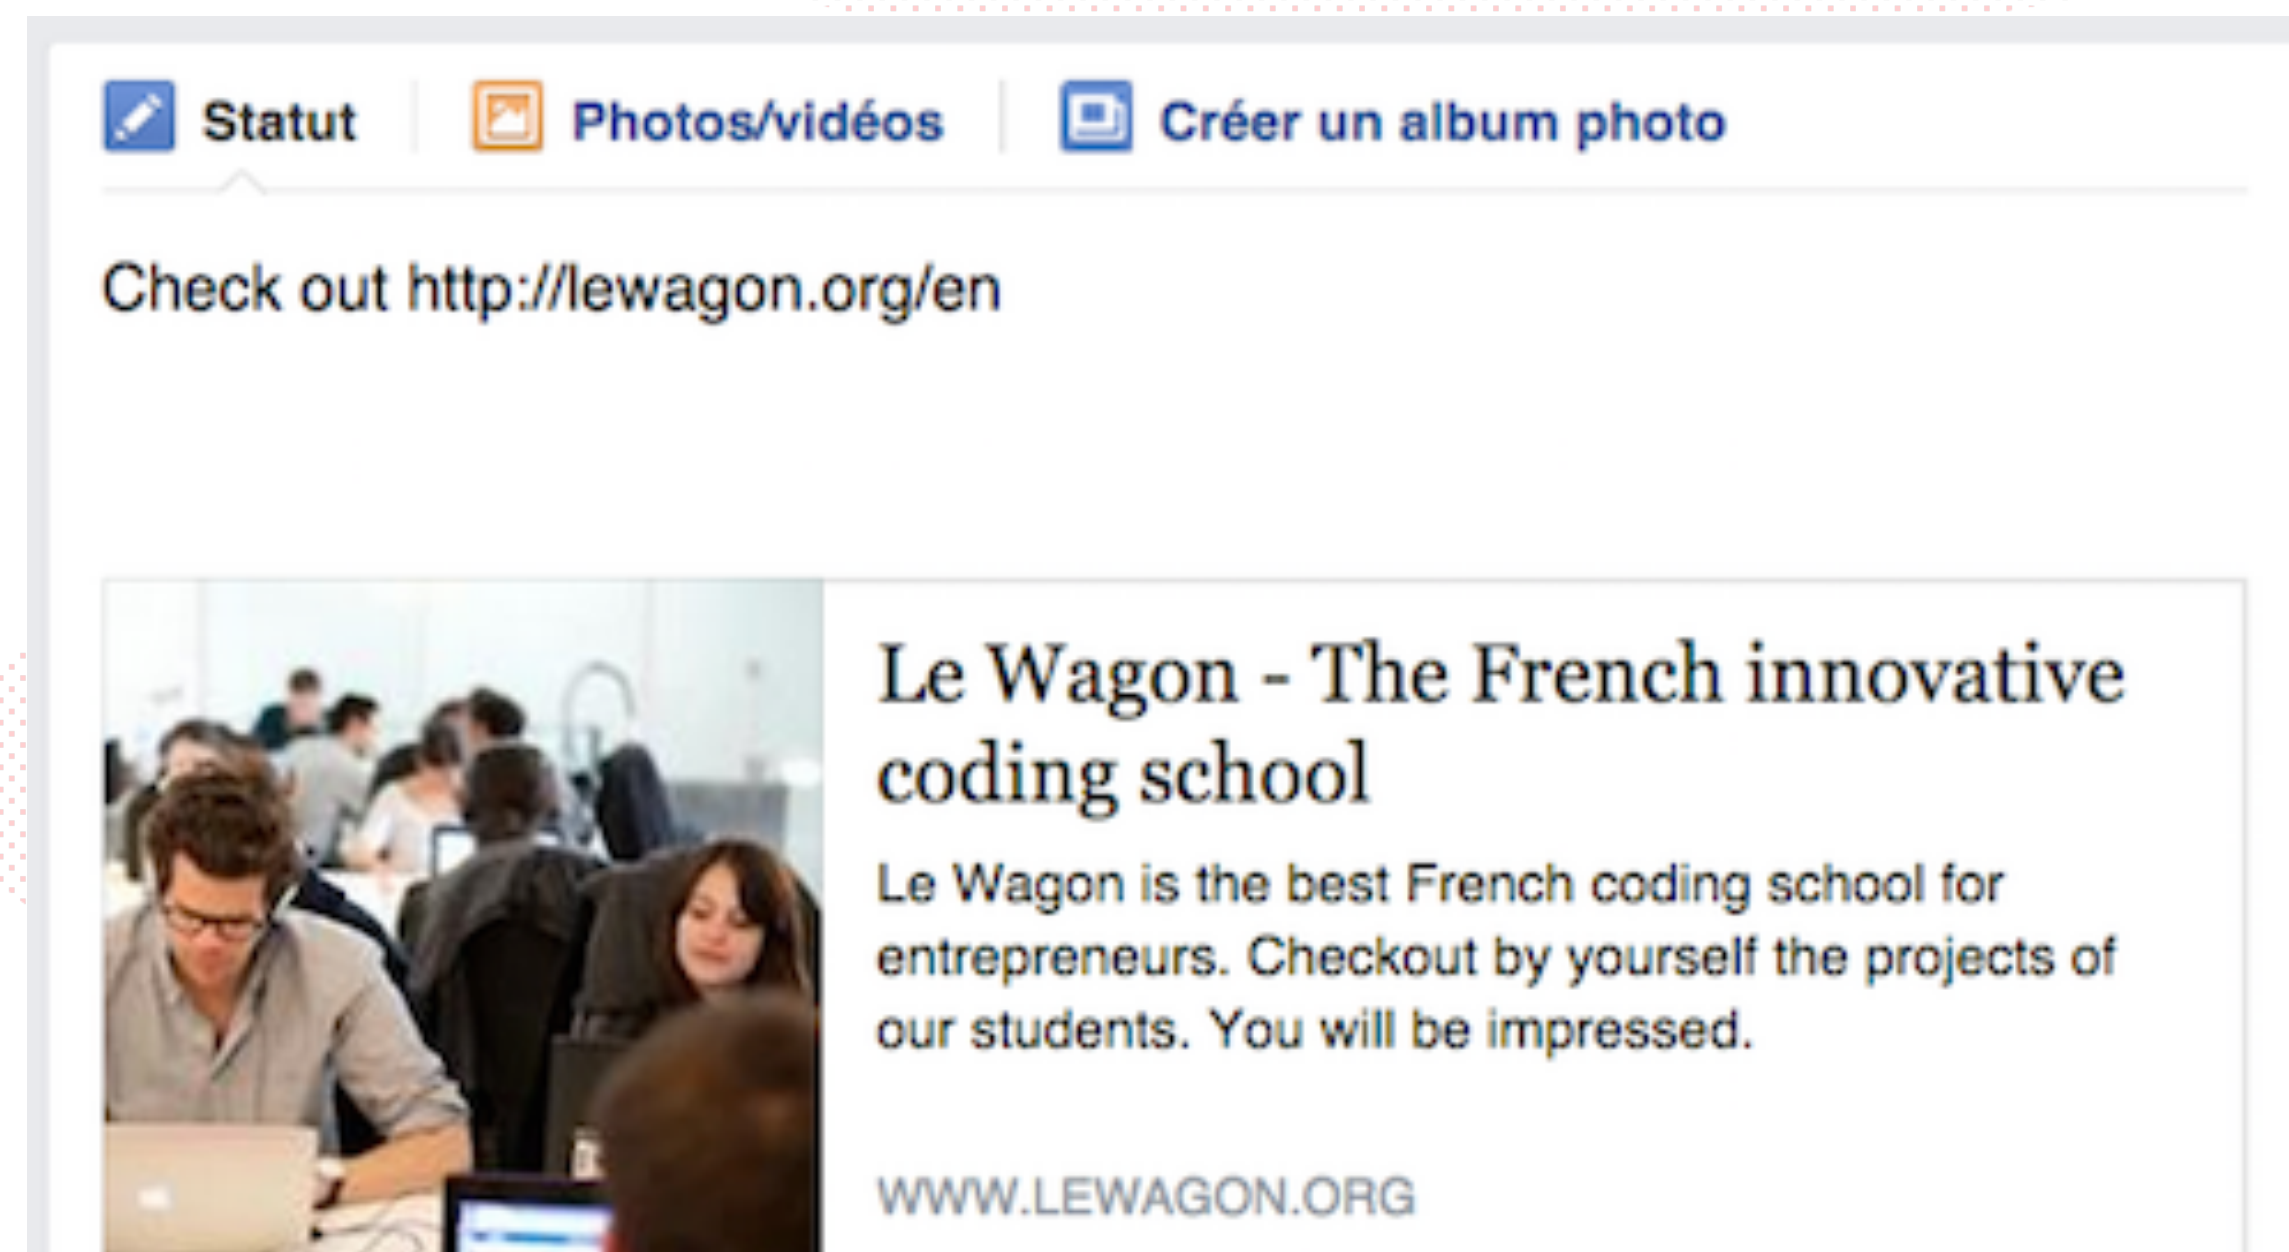 Statut Photos/vidéos Créer un album photo
Check out http://lewagon.org/en
Le Wagon - The French innovative
coding school
Le Wagon is the best French coding school for
entrepreneurs. Checkout by yourself the projects of
our students. You will be impressed.
WWW.LEWAGON.ORG